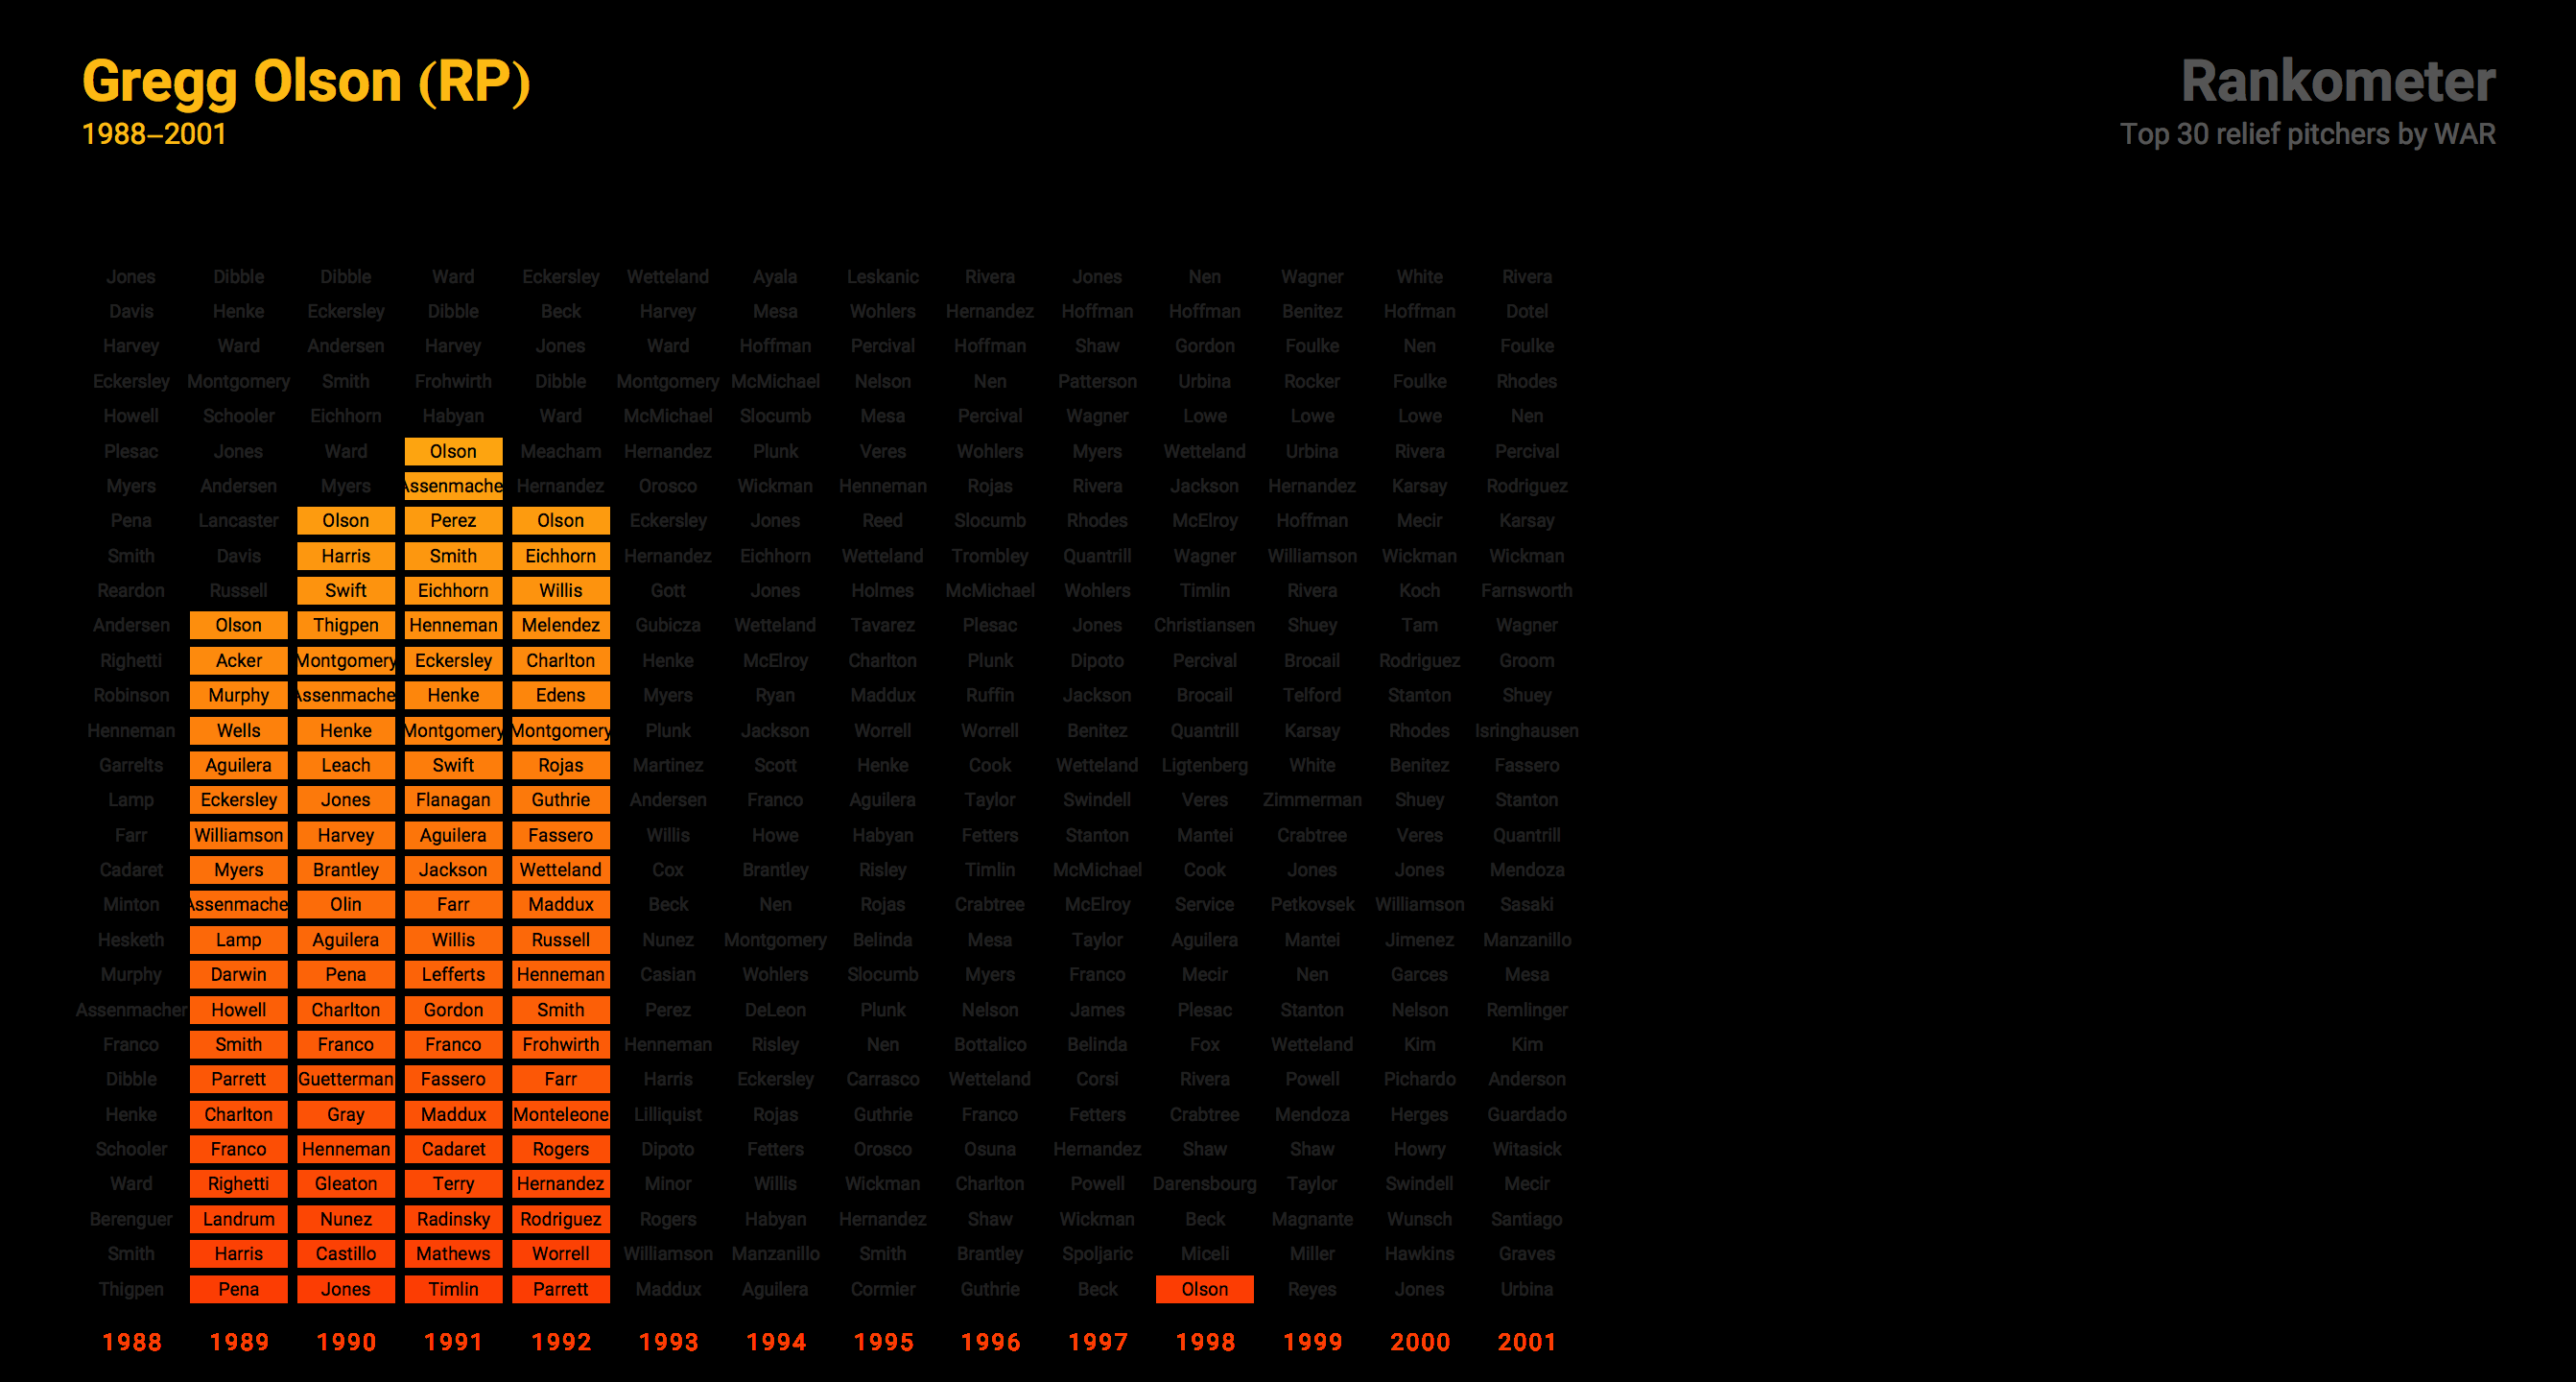 Gregg Olson (RP)
1988–2001
Rankometer
Top 30 relief pitchers by WAR
Jones Dibble Dibble Ward Eckersley Wetteland Ayala Leskanic Rivera Jones Nen Wagner White Rivera
Davis Henke Eckersley Dibble Beck Harvey Mesa Wohlers Hernandez Hoffman Hoffman Benitez Hoffman Dotel
Harvey Ward Andersen Harvey Jones Ward Hoffman Percival Hoffman Shaw Gordon Foulke Nen Foulke
Eckersley Montgomery Smith Frohwirth Dibble Montgomery McMichael Nelson Nen Patterson Urbina Rocker Foulke Rhodes
Howell Schooler Eichhorn Habyan Ward McMichael Slocumb Mesa Percival Wagner Lowe Lowe Lowe Nen
Plesac Jones Ward Olson Meacham Hernandez Plunk Veres Wohlers Myers Wetteland Urbina Rivera Percival
Myers Andersen Myers Assenmache Hernandez Orosco Wickman Henneman Rojas Rivera Jackson Hernandez Karsay Rodriguez
Pena Lancaster Olson Perez Olson Eckersley Jones Reed Slocumb Rhodes McElroy Hoffman Mecir Karsay
Smith Davis Harris Smith Eichhorn Hernandez Eichhorn Wetteland Trombley Quantrill Wagner Williamson Wickman Wickman
Reardon Russell Swift Eichhorn Willis Gott Jones Holmes McMichael Wohlers Timlin Rivera Koch Farnsworth
Andersen Olson Thigpen Henneman Melendez Gubicza Wetteland Tavarez Plesac Jones Christiansen Shuey Tam Wagner
Righetti Acker Montgomery Eckersley Charlton Henke McElroy Charlton Plunk Dipoto Percival Brocail Rodriguez Groom
Robinson Murphy Assenmache Henke Edens Myers Ryan Maddux Ruffin Jackson Brocail Telford Stanton Shuey
Henneman Wells Henke Montgomery Montgomery Plunk Jackson Worrell Worrell Benitez Quantrill Karsay Rhodes Isringhausen
Garrelts Aguilera Leach Swift Rojas Martinez Scott Henke Cook Wetteland Ligtenberg White Benitez Fassero
Lamp Eckersley Jones Flanagan Guthrie Andersen Franco Aguilera Taylor Swindell Veres Zimmerman Shuey Stanton
Farr Williamson Harvey Aguilera Fassero Willis Howe Habyan Fetters Stanton Mantei Crabtree Veres Quantrill
Cadaret Myers Brantley Jackson Wetteland Cox Brantley Risley Timlin McMichael Cook Jones Jones Mendoza
Minton Assenmache Olin Farr Maddux Beck Nen Rojas Crabtree McElroy Service Petkovsek Williamson Sasaki
Hesketh Lamp Aguilera Willis Russell Nunez Montgomery Belinda Mesa Taylor Aguilera Mantei Jimenez Manzanillo
Murphy Darwin Pena Lefferts Henneman Casian Wohlers Slocumb Myers Franco Mecir Nen Garces Mesa
Assenmacher Howell Charlton Gordon Smith Perez DeLeon Plunk Nelson James Plesac Stanton Nelson Remlinger
Franco Smith Franco Franco Frohwirth Henneman Risley Nen Bottalico Belinda Fox Wetteland Kim Kim
Dibble Parrett Guetterman Fassero Farr Harris Eckersley Carrasco Wetteland Corsi Rivera Powell Pichardo Anderson
Henke Charlton Gray Maddux Monteleone Lilliquist Rojas Guthrie Franco Fetters Crabtree Mendoza Herges Guardado
Schooler Franco Henneman Cadaret Rogers Dipoto Fetters Orosco Osuna Hernandez Shaw Shaw Howry Witasick
Ward Righetti Gleaton Terry Hernandez Minor Willis Wickman Charlton Powell Darensbourg Taylor Swindell Mecir
Berenguer Landrum Nunez Radinsky Rodriguez Rogers Habyan Hernandez Shaw Wickman Beck Magnante Wunsch Santiago
Smith Harris Castillo Mathews Worrell Williamson Manzanillo Smith Brantley Spoljaric Miceli Miller Hawkins Graves
Thigpen Pena Jones Timlin Parrett Maddux Aguilera Cormier Guthrie Beck Olson Reyes Jones Urbina
1988 1989 1990 1991 1992 1993 1994 1995 1996 1997 1998 1999 2000 2001